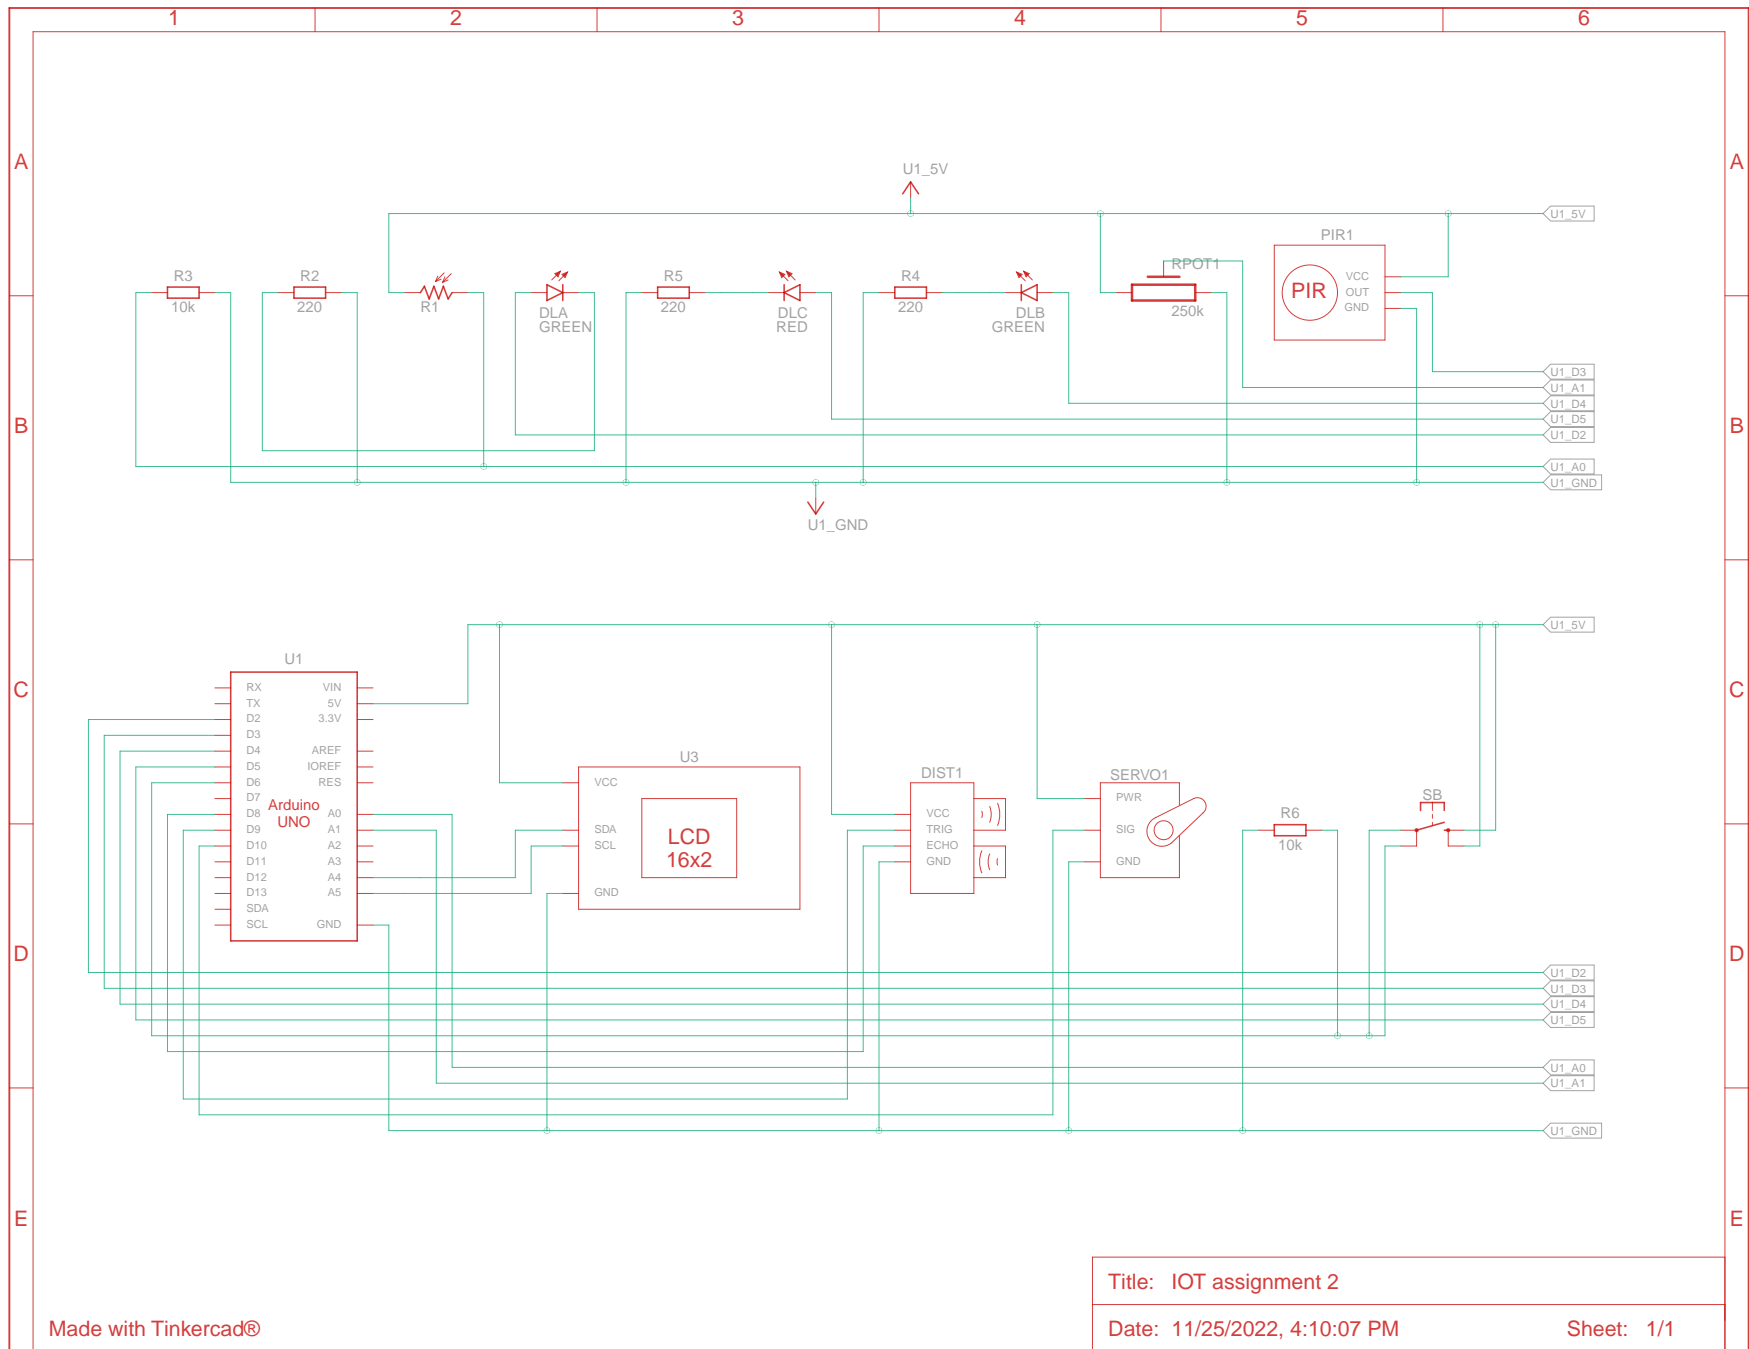 1 2 3 4 5 6
A A
U1_5V
U1_5V
PIR1
R3 R2 R5 R4 RPOT1
VCC
PIR OUT
GND
10k 220 R1 DLA 220 DLC 220 DLB 250k
GREEN RED GREEN
U1_D3
U1_A1
U1_D4
U1_D5
B B
U1_D2
U1_A0
U1_GND
U1_GND
U1_5V
U1
C C
RX VIN
TX 5V
D2 3.3V
D3
D4 AREF
D5 IOREF
D6 RES
D7
Arduino
D8 A0
UNO
D9 A1
D10 A2
D11 A3
D12 A4
D13 A5
SDA
SCL GND
U3
VCC
SDA
SCL
GND
LCD
16x2
DIST1
VCC
TRIG
ECHO
GND
SERVO1
PWR
SIG
GND
R6
10k
SB
D D
U1_D2
U1_D3
U1_D4
U1_D5
U1_A0
U1_A1
U1_GND
E E
Title: IOT assignment 2
Made with Tinkercad®
Date: 11/25/2022, 4:10:07 PM Sheet: 1/1